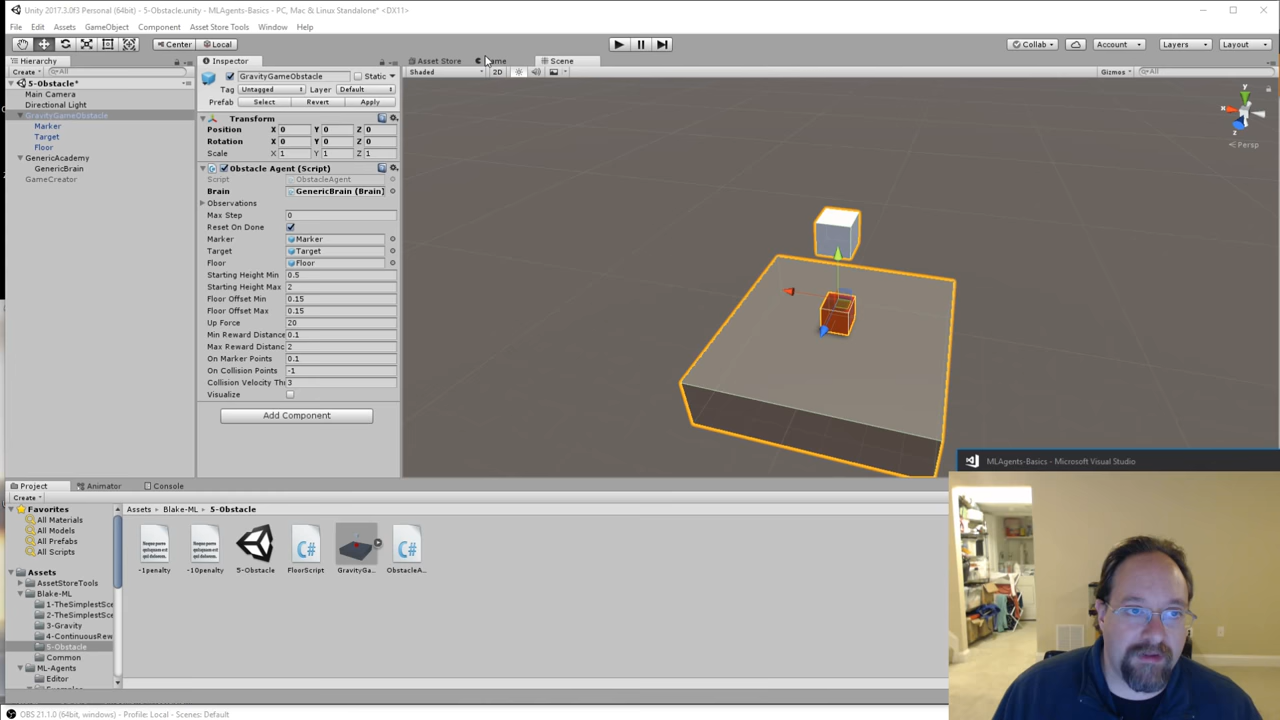 Unity 2017.3.0f3 Personal (64bit) - 5-Obstacle.unity - MLAgents-Basics - PC, Mac & Linux Standalone* <DX11>
File Edit Assets GameObject Component Asset Store Tools Window Help
Center Local Collab Account Layers Layout
Hierarchy
Create All
5-Obstacle*
Main Camera
Directional Light
GravityGameObstacle
Marker
Target
Floor
GenericAcademy
GenericBrain
GameCreator
Inspector
GravityGameObstacle Static
Tag Untagged Layer Default
Prefab Select Revert Apply
Transform
Position X 0 Y 0 Z 0
Rotation X 0 Y 0 Z 0
Scale X 1 Y 1 Z 1
Obstacle Agent (Script)
Script ObstacleAgent
Brain GenericBrain (Brain)
Observations
Max Step 0
Reset On Done
Marker Marker
Target Target
Floor Floor
Starting Height Min 0.5
Starting Height Max 2
Floor Offset Min 0.15
Floor Offset Max 0.15
Up Force 20
Min Reward Distance 0.1
Max Reward Distanc 2
On Marker Points 0.1
On Collision Points -1
Collision Velocity Th 3
Visualize
Add Component
Asset Store Scene
Shaded 2D Gizmos All
y
x
z
Persp
MLAgents-Basics - Microsoft Visual Studio
Project Animator Console
Create
Favorites
All Materials
All Models
All Prefabs
All Scripts
Assets
AssetStoreTools
Blake-ML
1-TheSimplestSce
2-TheSimplestSce
3-Gravity
4-ContinuousRew
5-Obstacle
Common
ML-Agents
Editor
Assets Blake-ML 5-Obstacle
-1penalty -10penalty 5-Obstacle FloorScript GravityGa... ObstacleA...
OBS 21.1.0 (64bit, windows) - Profile: Local - Scenes: Default